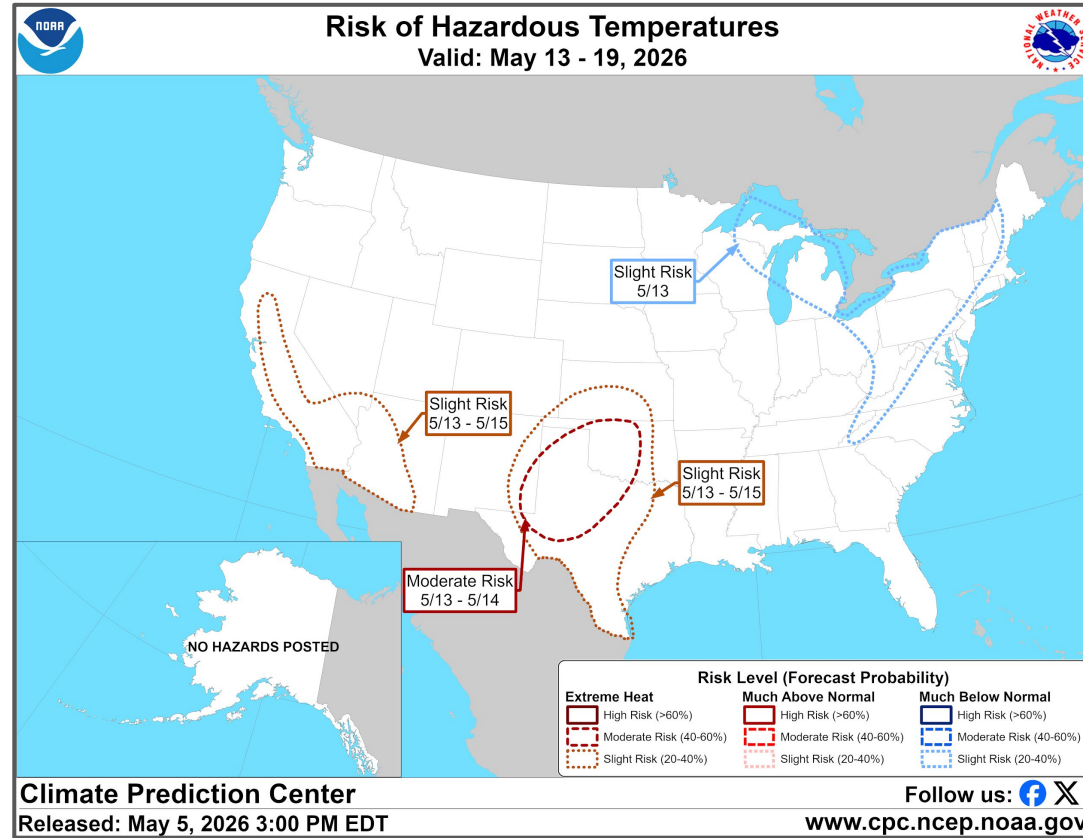 NOAA
Risk of Hazardous Temperatures
Valid: May 13 - 19, 2026
NATIONAL WEATHER SERVICE
Slight Risk
5/13
Slight Risk
5/13 - 5/15
Slight Risk
5/13 - 5/15
Moderate Risk
5/13 - 5/14
NO HAZARDS POSTED
Risk Level (Forecast Probability)
Extreme Heat
High Risk (>60%)
Moderate Risk (40-60%)
Slight Risk (20-40%)
Much Above Normal
High Risk (>60%)
Moderate Risk (40-60%)
Slight Risk (20-40%)
Much Below Normal
High Risk (>60%)
Moderate Risk (40-60%)
Slight Risk (20-40%)
Climate Prediction Center
Follow us:
Released: May 5, 2026 3:00 PM EDT
www.cpc.ncep.noaa.gov